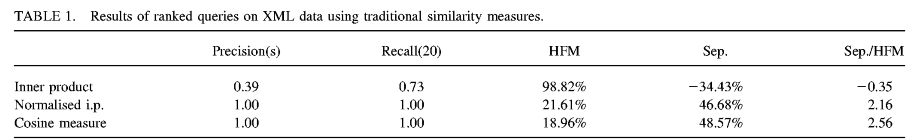 TABLE 1. Results of ranked queries on XML data using traditional similarity measures.
Precision(s) Recall(20) HFM Sep. Sep./HFM
Inner product 0.39 0.73 98.82% −34.43% −0.35
Normalised i.p. 1.00 1.00 21.61% 46.68% 2.16
Cosine measure 1.00 1.00 18.96% 48.57% 2.56